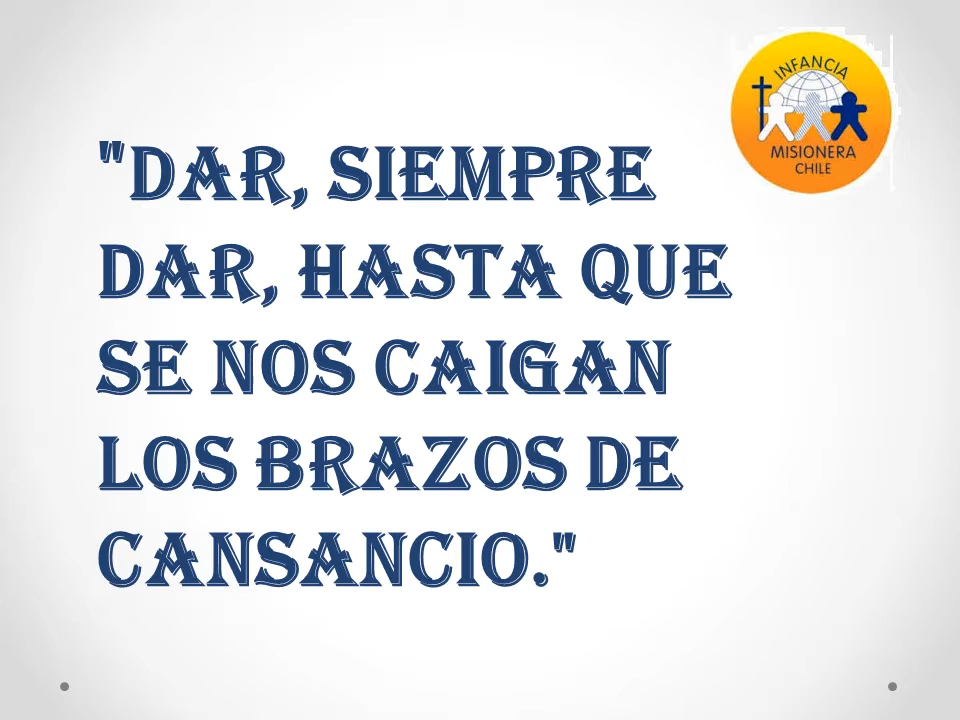 INFANCIA
MISIONERA
CHILE
"DAR, SIEMPRE
DAR, HASTA QUE
SE NOS CAIGAN
LOS BRAZOS DE
CANSANCIO."